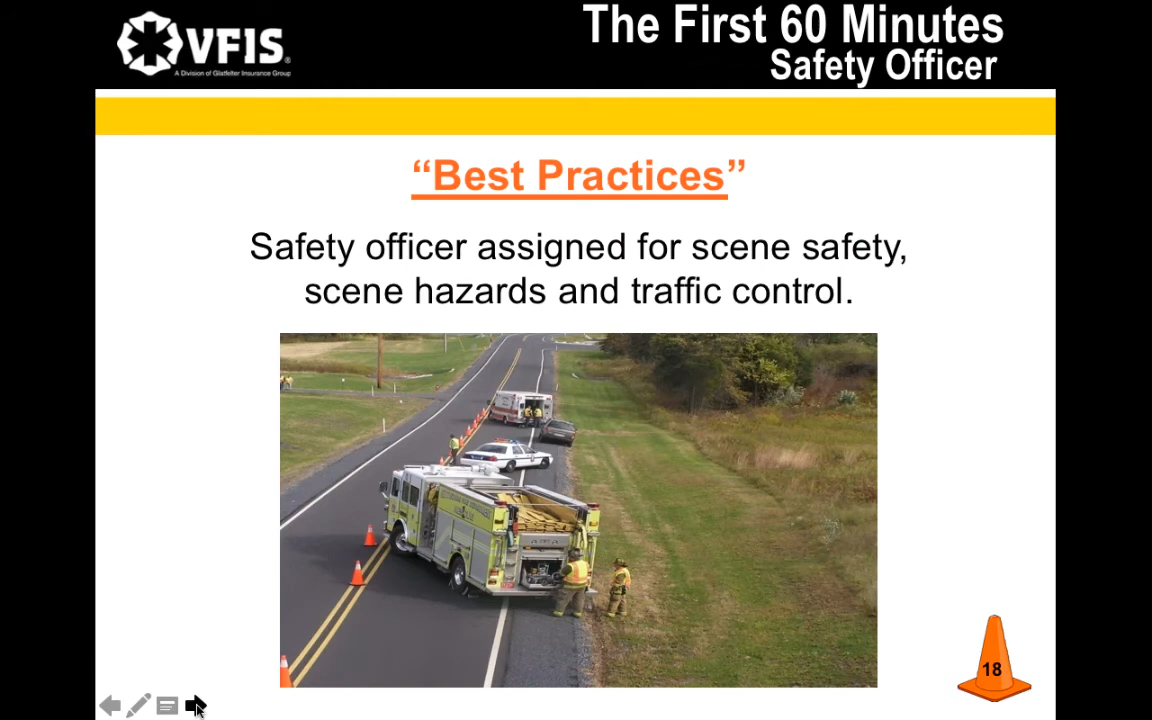 VFIS®
A Division of Glatfelter Insurance Group
The First 60 Minutes
Safety Officer
“Best Practices”
Safety officer assigned for scene safety,
scene hazards and traffic control.
18